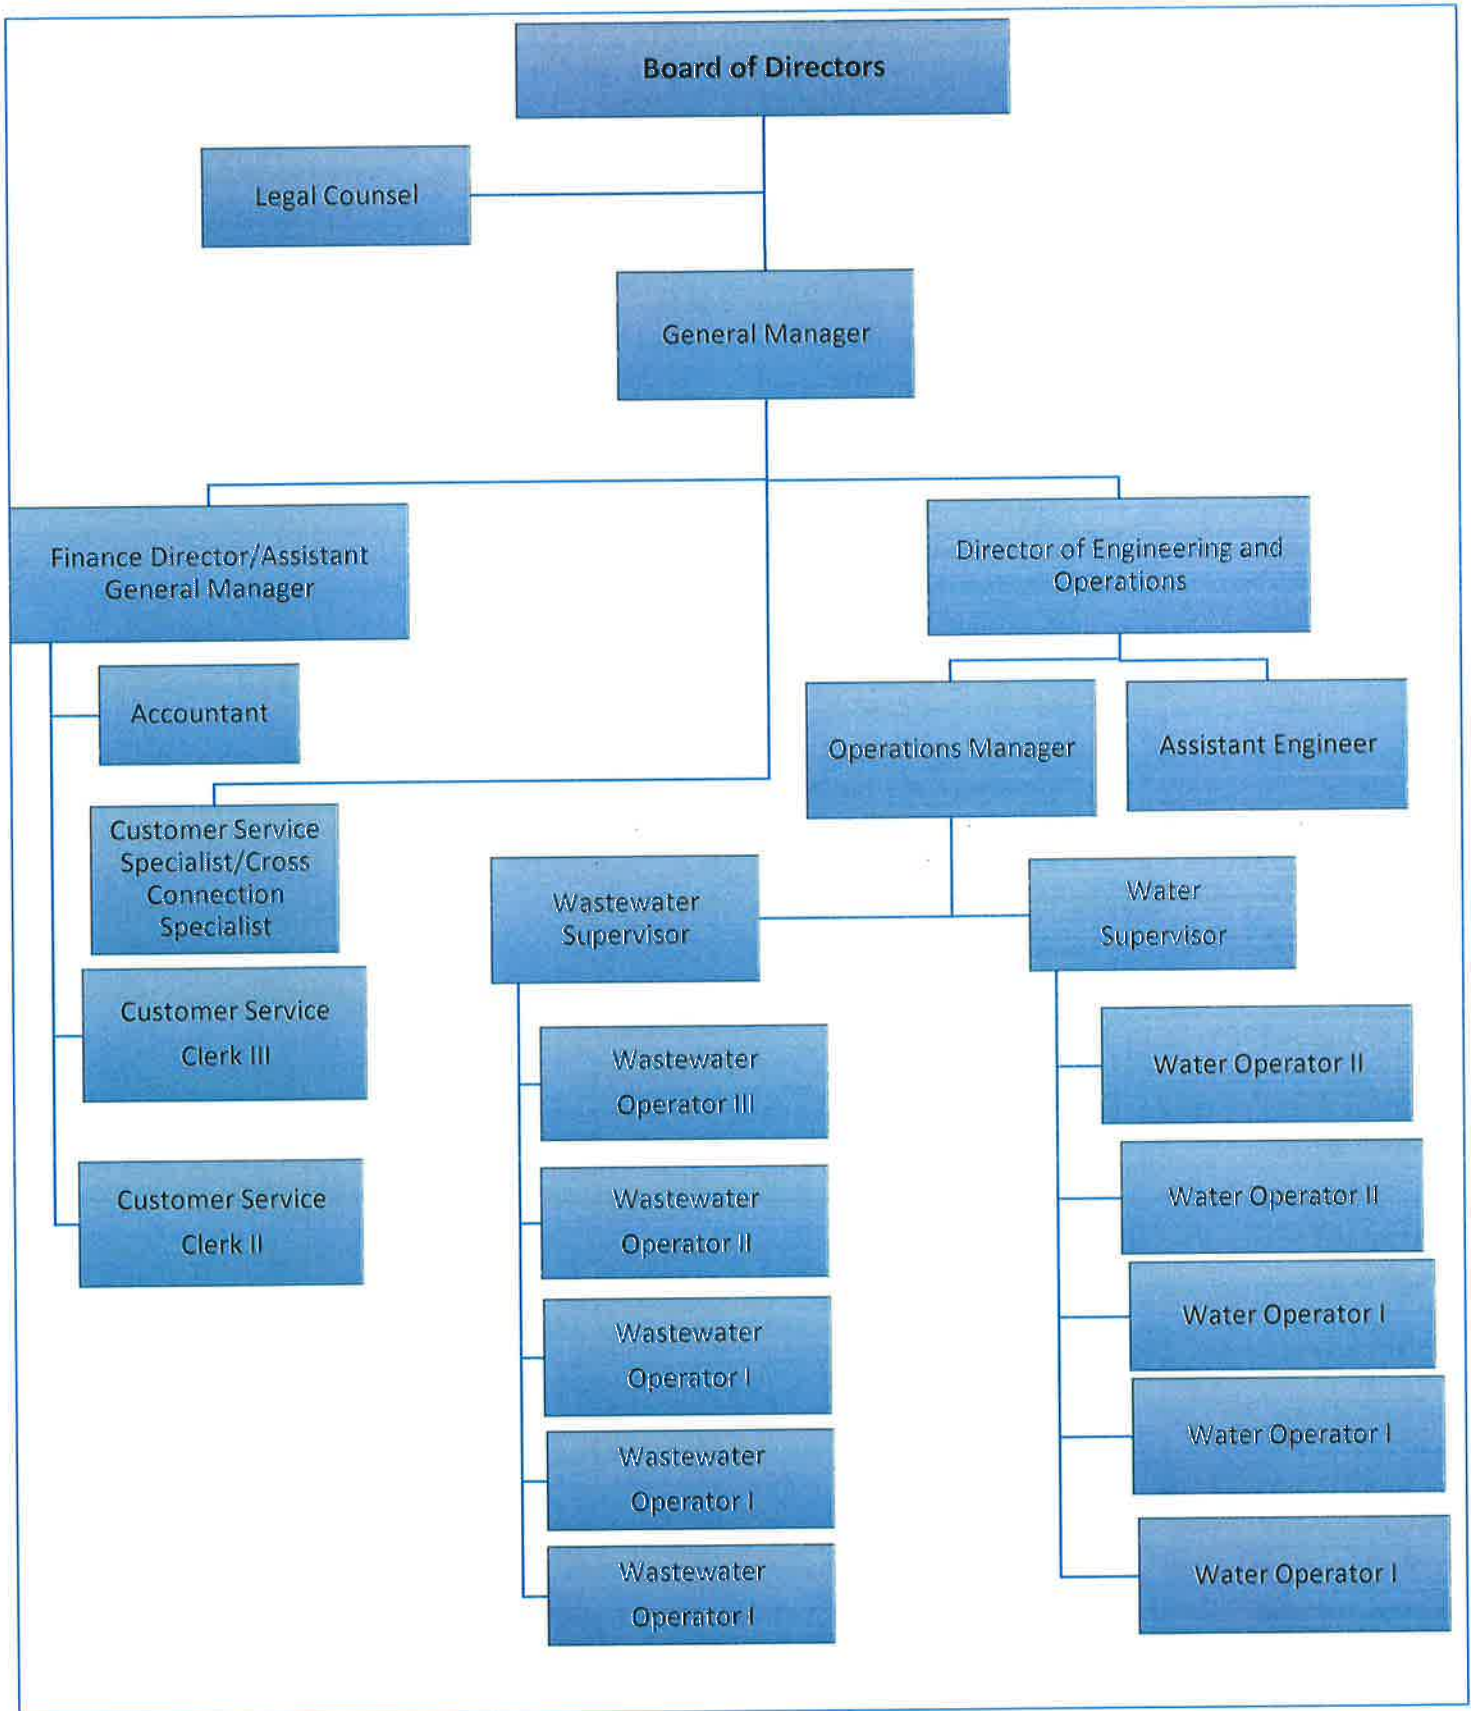 Board of Directors
Legal Counsel
General Manager
Finance Director/Assistant
General Manager
Director of Engineering and
Operations
Accountant
Operations Manager
Assistant Engineer
Customer Service
Specialist/Cross
Connection
Specialist
Wastewater
Supervisor
Water
Supervisor
Customer Service
Clerk III
Customer Service
Clerk II
Wastewater
Operator III
Wastewater
Operator II
Wastewater
Operator I
Wastewater
Operator I
Wastewater
Operator I
Water Operator II
Water Operator II
Water Operator I
Water Operator I
Water Operator I